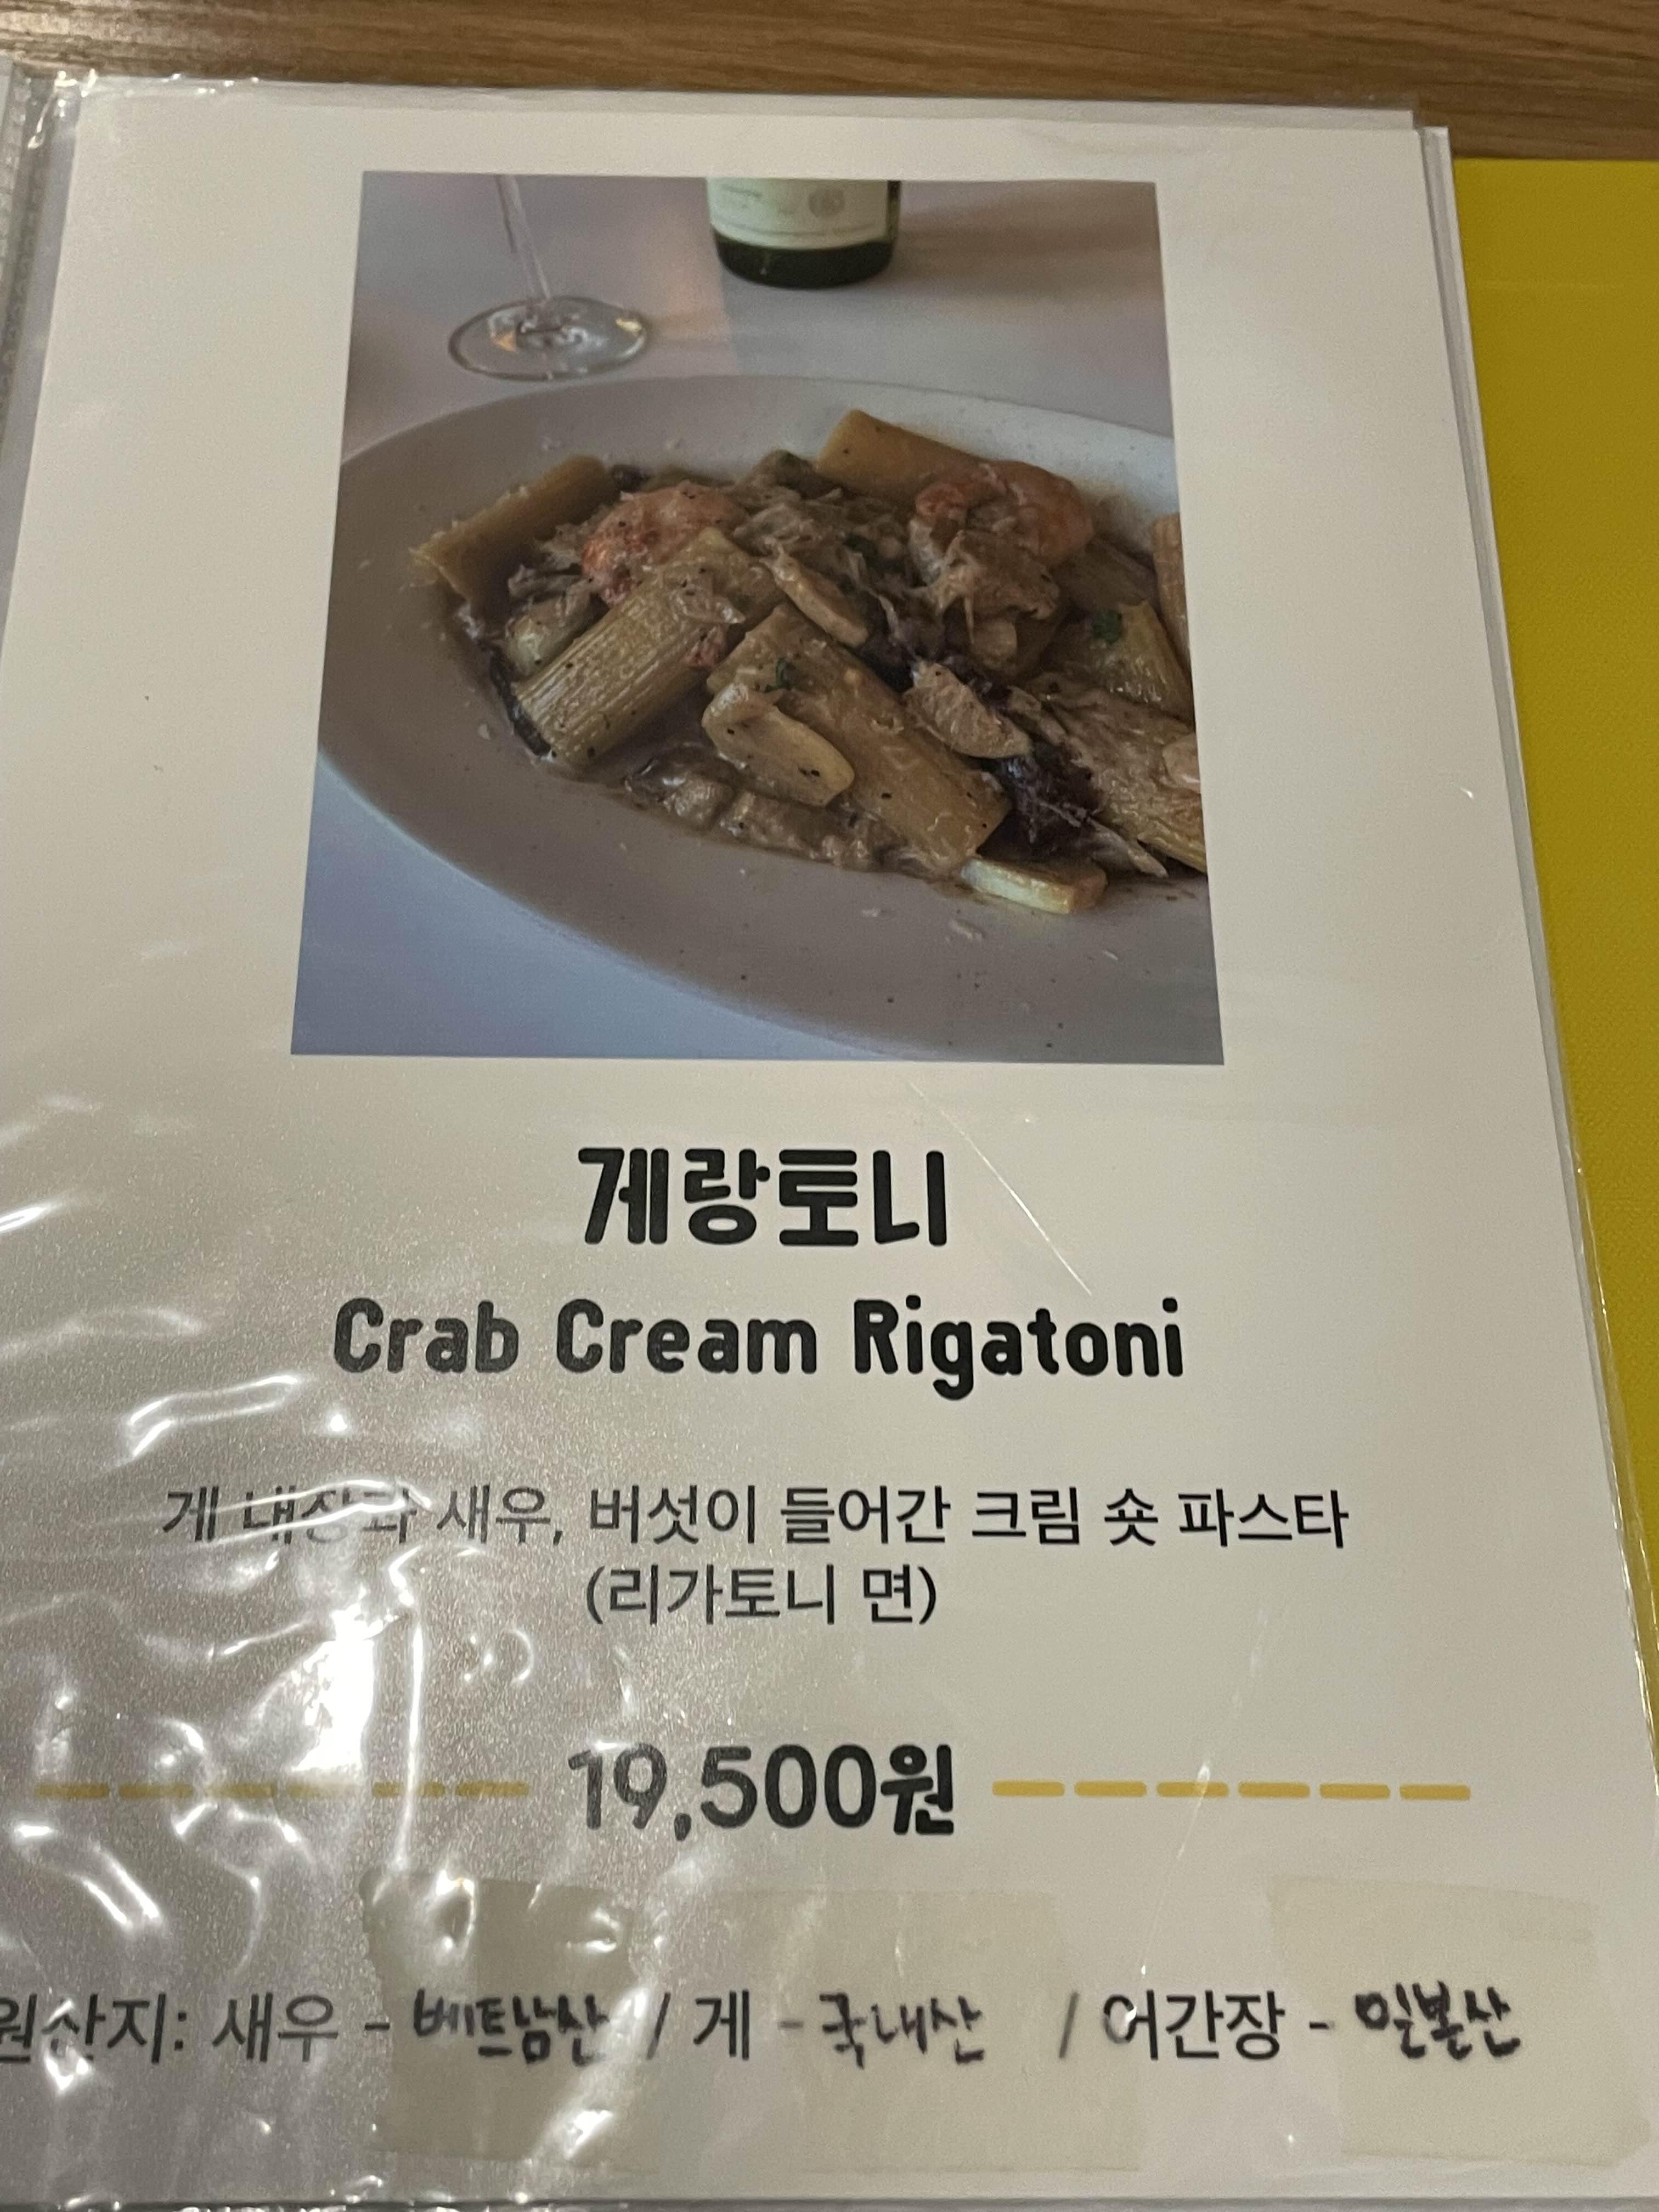 게랑토니
Crab Cream Rigatoni
게 내장과 새우, 버섯이 들어간 크림 숏 파스타
(리가토니 면)
19,500원
원산지: 새우 - 베트남산 / 게 - 국내산 / 어간장 - 일본산